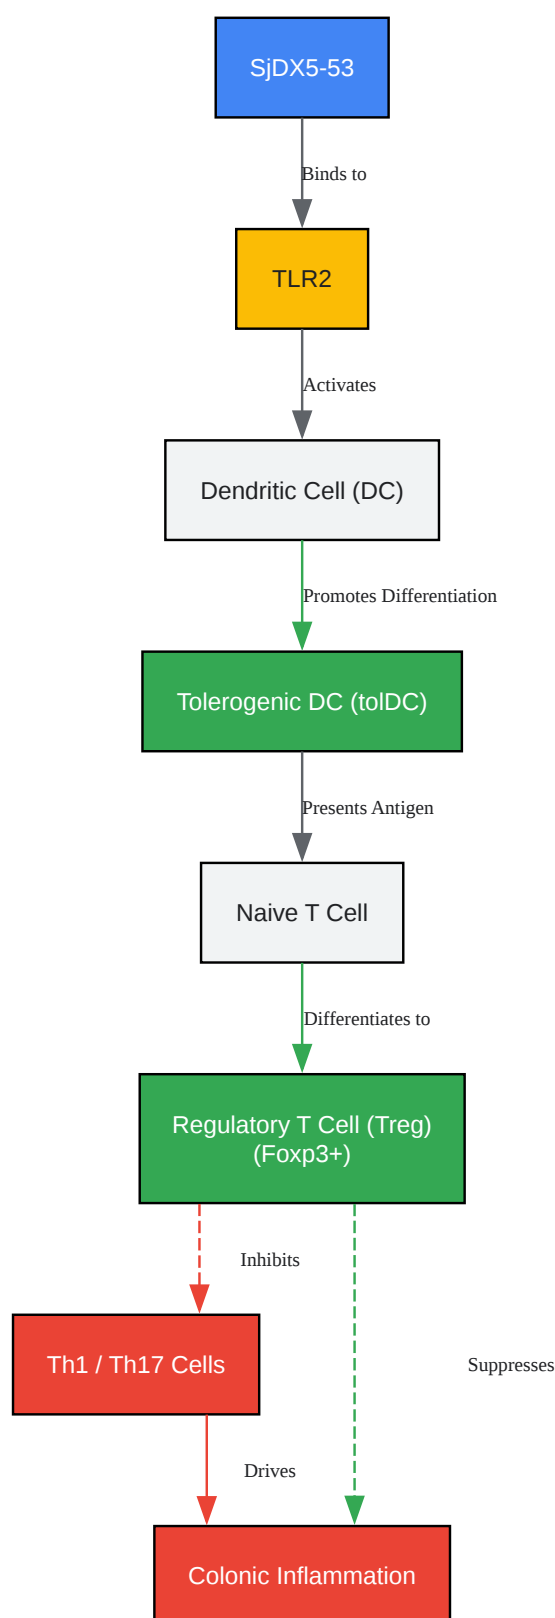 SjDX5-53
Binds to
TLR2
Activates
Dendritic Cell (DC)
Promotes Differentiation
Tolerogenic DC (tolDC)
Presents Antigen
Naive T Cell
Differentiates to
Regulatory T Cell (Treg)
(Foxp3+)
Inhibits
Th1 / Th17 Cells
Suppresses
Drives
Colonic Inflammation